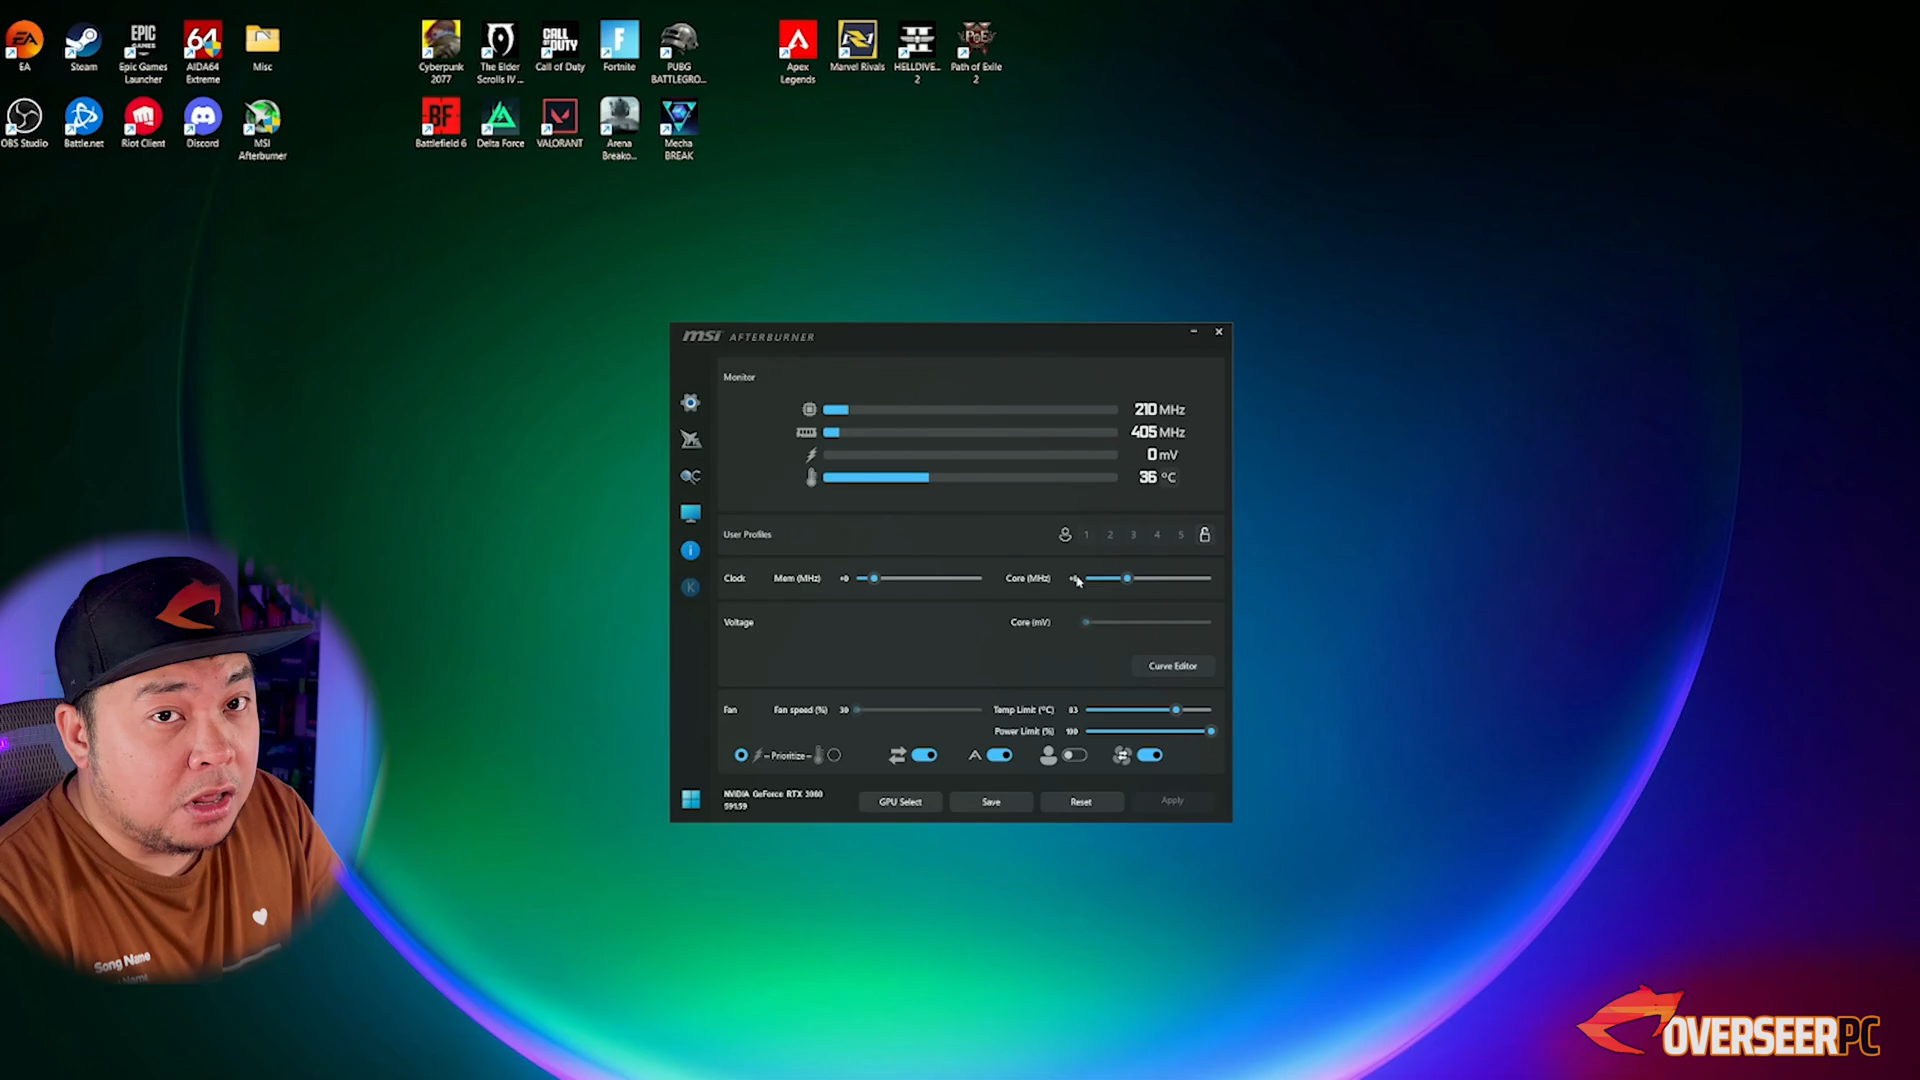 EA
Steam
Epic Games Launcher
AIDA64 Extreme
Misc
Cyberpunk 2077
The Elder Scrolls IV ...
Call of Duty
Fortnite
PUBG BATTLEGRO...
Apex Legends
Marvel Rivals
HELLDIVE... 2
Path of Exile 2
OBS Studio
Battle.net
Riot Client
Discord
MSI Afterburner
Battlefield 6
Delta Force
VALORANT
Arena Breako...
Mecha BREAK
msi AFTERBURNER
Monitor
210 MHz
405 MHz
0 mV
36 °C
User Profiles 1 2 3 4 5
Clock Mem (MHz) +0 Core (MHz)
Voltage Core (mV)
Curve Editor
Fan Fan speed (%) 30 Temp Limit (°C) 83
Power Limit (%) 100
Prioritize A
NVIDIA GeForce RTX 3060
591.59
GPU Select Save Reset Apply
Song Name
OVERSEERPC